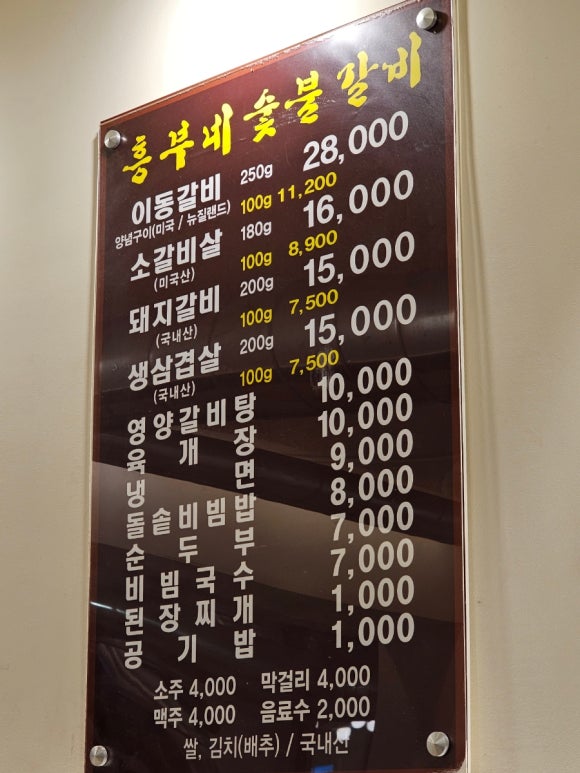 흥부네숯불갈비
이동갈비 250g 28,000
양념구이(미국 / 뉴질랜드) 100g 11,200
소갈비살 180g 16,000
(미국산) 100g 8,900
돼지갈비 200g 15,000
(국내산) 100g 7,500
생삼겹살 200g 15,000
(국내산) 100g 7,500
영양갈비탕 10,000
육개장 10,000
냉면 9,000
돌솥비빔밥 8,000
순두부 7,000
비빔국수 7,000
된장찌개 1,000
공기밥 1,000
소주 4,000 막걸리 4,000
맥주 4,000 음료수 2,000
쌀, 김치(배추) / 국내산